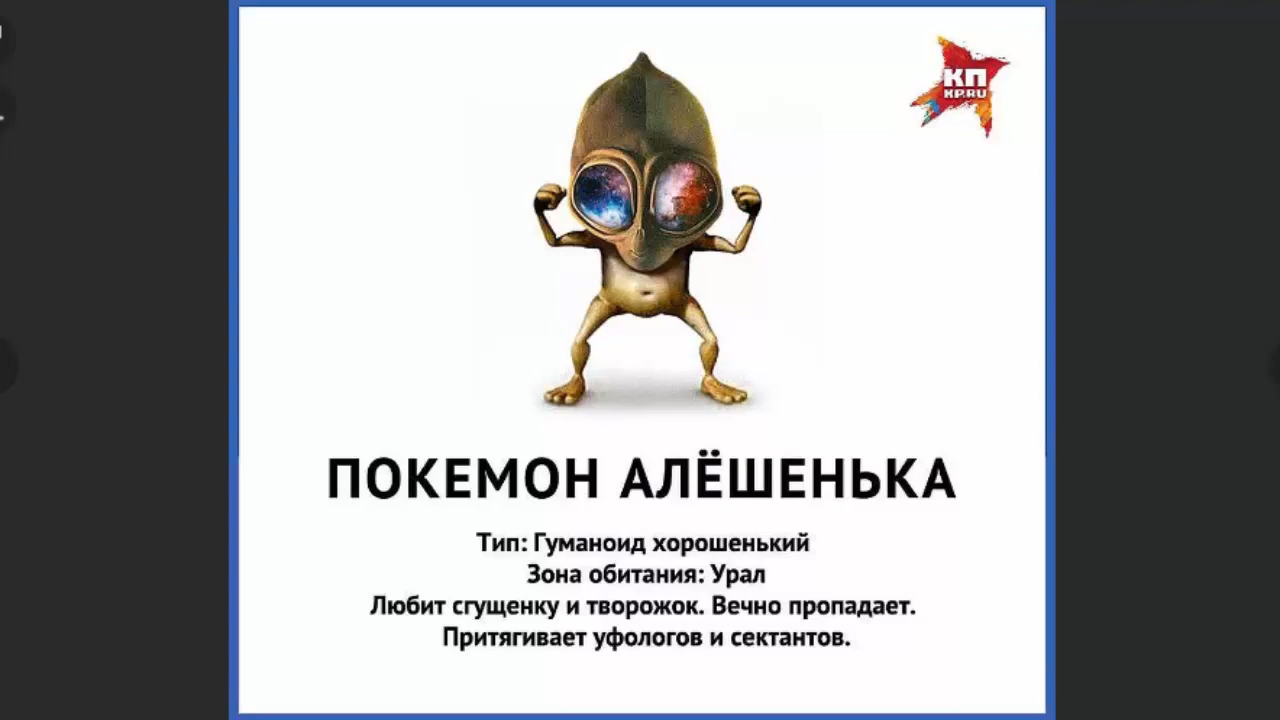 КП
KP.RU
ПОКЕМОН АЛЁШЕНЬКА
Тип: Гуманоид хорошенький
Зона обитания: Урал
Любит сгущенку и творожок. Вечно пропадает.
Притягивает уфологов и сектантов.